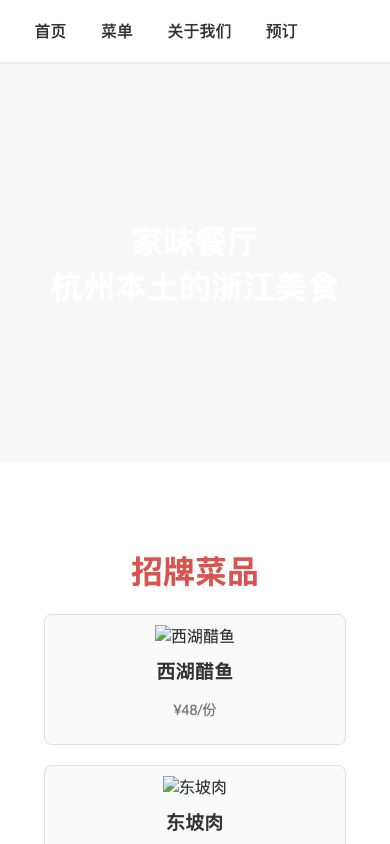 首页 菜单 关于我们 预订
家味餐厅
杭州本土的浙江美食
招牌菜品
西湖醋鱼
西湖醋鱼
¥48/份
东坡肉
东坡肉